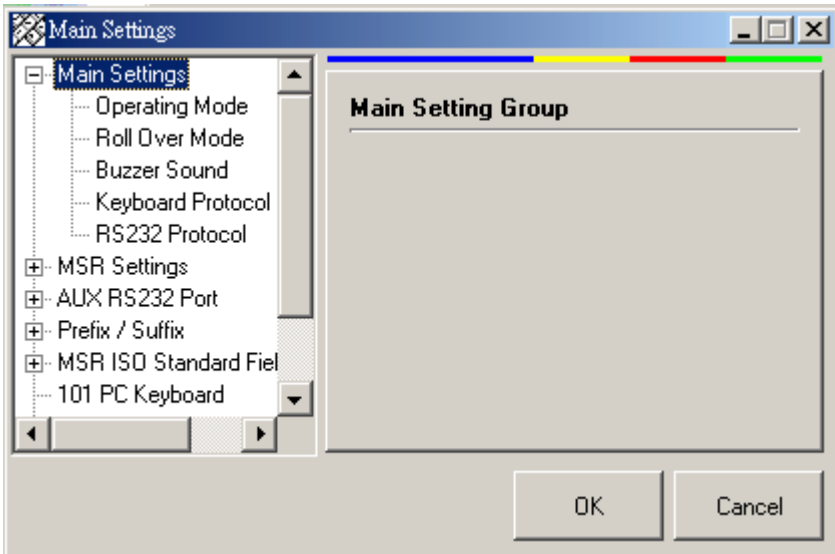 Main Settings
Main Settings
Operating Mode
Roll Over Mode
Buzzer Sound
Keyboard Protocol
RS232 Protocol
MSR Settings
AUX RS232 Port
Prefix / Suffix
MSR ISO Standard Fiel
101 PC Keyboard
Main Setting Group
OK
Cancel